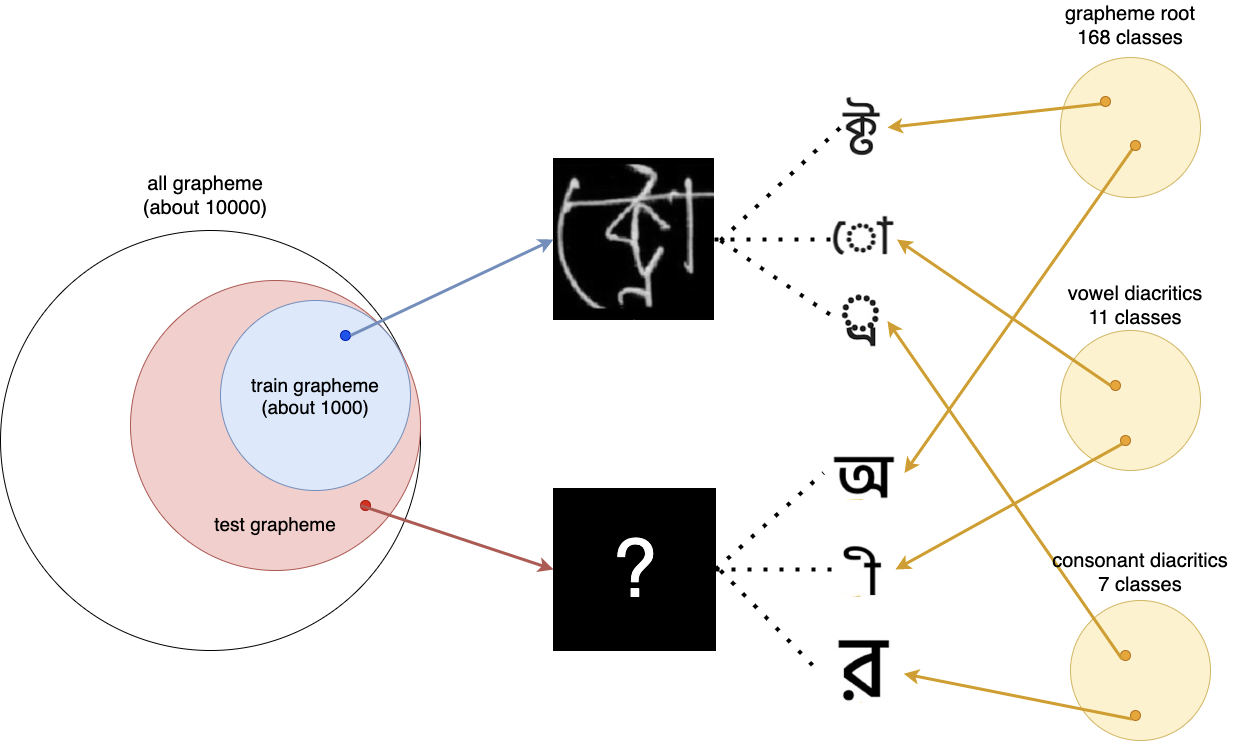 grapheme root
168 classes
all grapheme
(about 10000)
ক্ট
ো
vowel diacritics
11 classes
্র
train grapheme
(about 1000)
অ
test grapheme
?
ী
consonant diacritics
7 classes
র